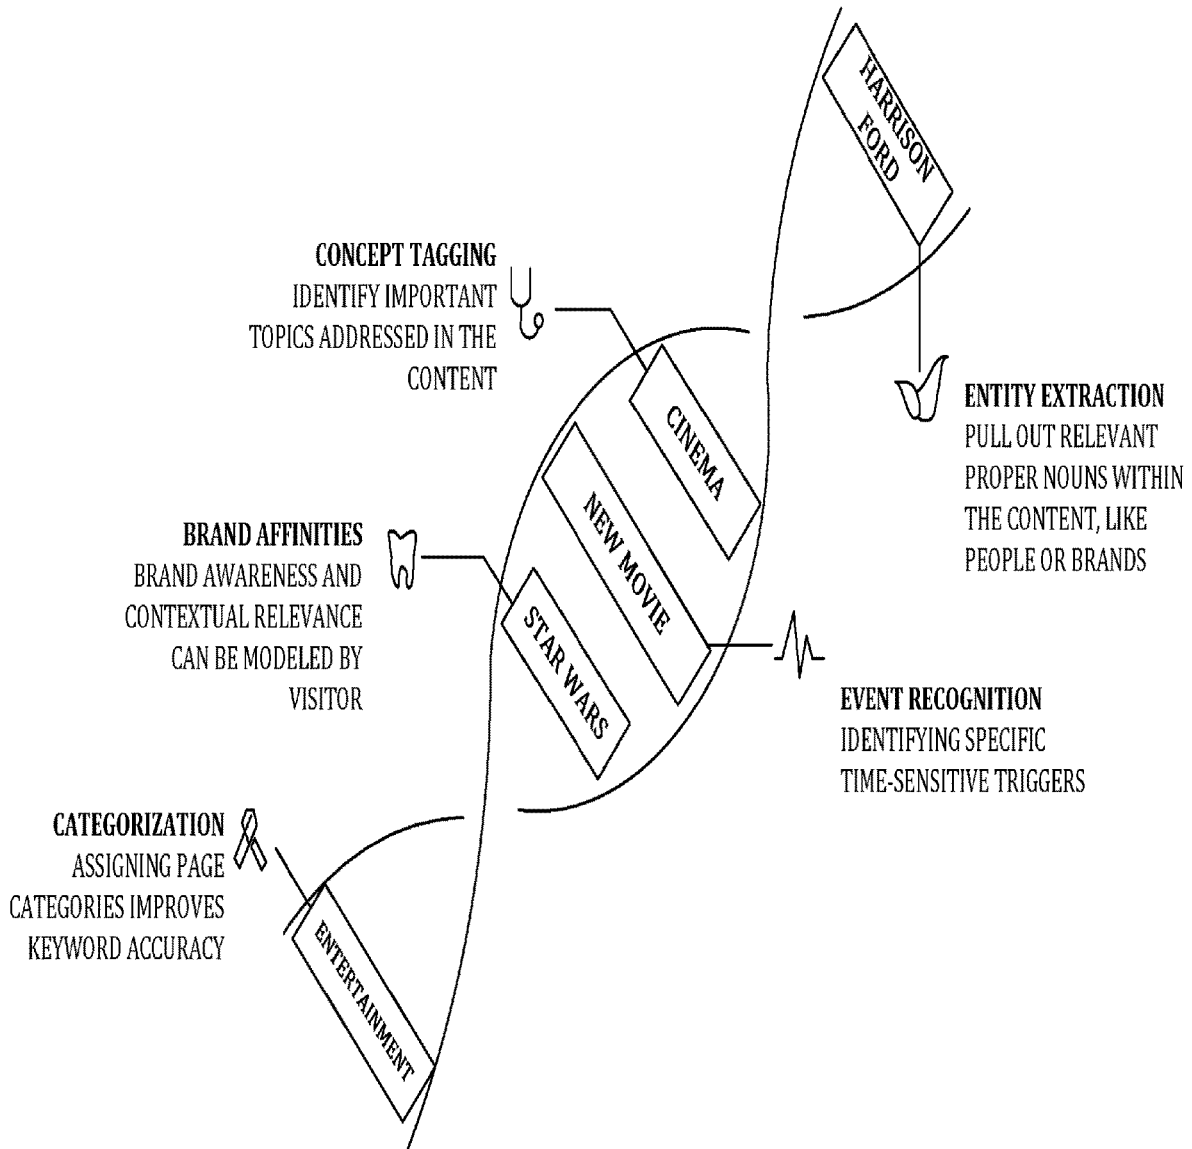 HARRISON
FORD
CONCEPT TAGGING
IDENTIFY IMPORTANT
TOPICS ADDRESSED IN THE
CONTENT
CINEMA
ENTITY EXTRACTION
PULL OUT RELEVANT
PROPER NOUNS WITHIN
THE CONTENT, LIKE
PEOPLE OR BRANDS
NEW MOVIE
BRAND AFFINITIES
BRAND AWARENESS AND
CONTEXTUAL RELEVANCE
CAN BE MODELED BY
VISITOR
STAR WARS
EVENT RECOGNITION
IDENTIFYING SPECIFIC
TIME-SENSITIVE TRIGGERS
CATEGORIZATION
ASSIGNING PAGE
CATEGORIES IMPROVES
KEYWORD ACCURACY
ENTERTAINMENT